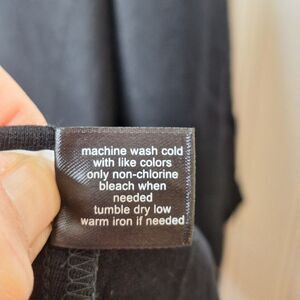 machine wash cold
with like colors
only non-chlorine
bleach when
needed
tumble dry low
warm iron if needed